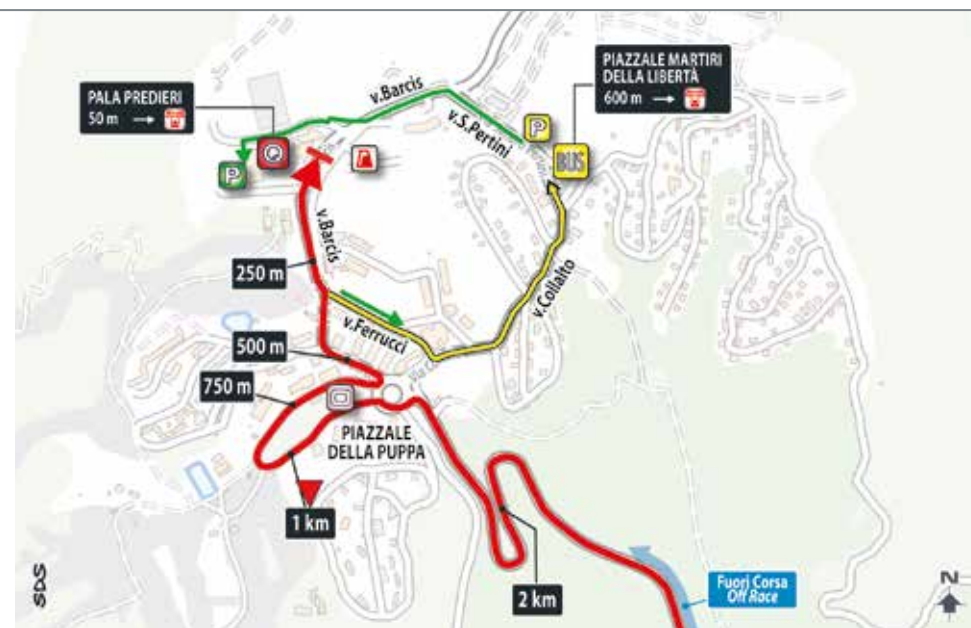 PIAZZALE MARTIRI
DELLA LIBERTÀ
600 m
PALA PREDIERI
50 m
v.Barcis
v.S.Pertini
P
P
BUS
v.Barcis
250 m
v.Collalto
v.Ferrucci
500 m
750 m
PIAZZALE
DELLA PUPPA
1 km
2 km
Fuori Corsa
Off Race
SDS
N